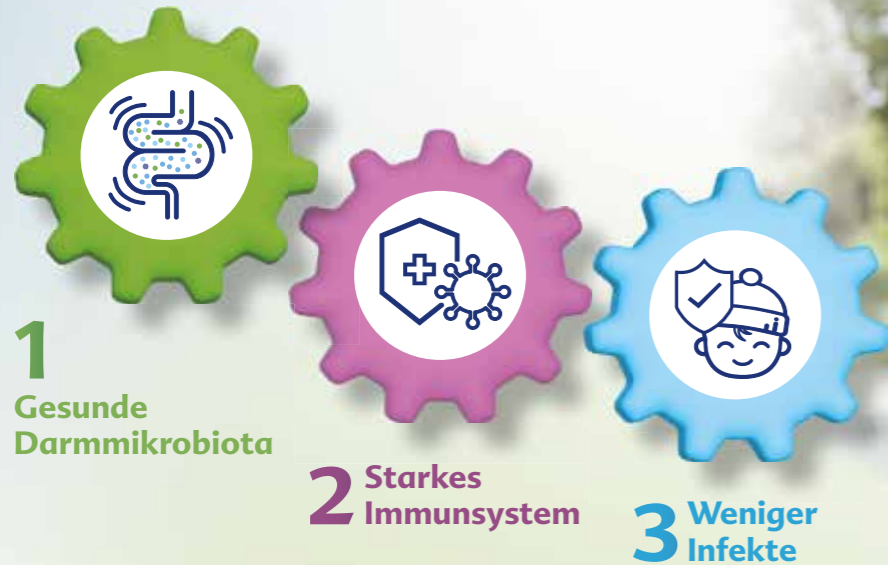 1
Gesunde
Darmmikrobiota
2 Starkes
Immunsystem
3 Weniger
Infekte